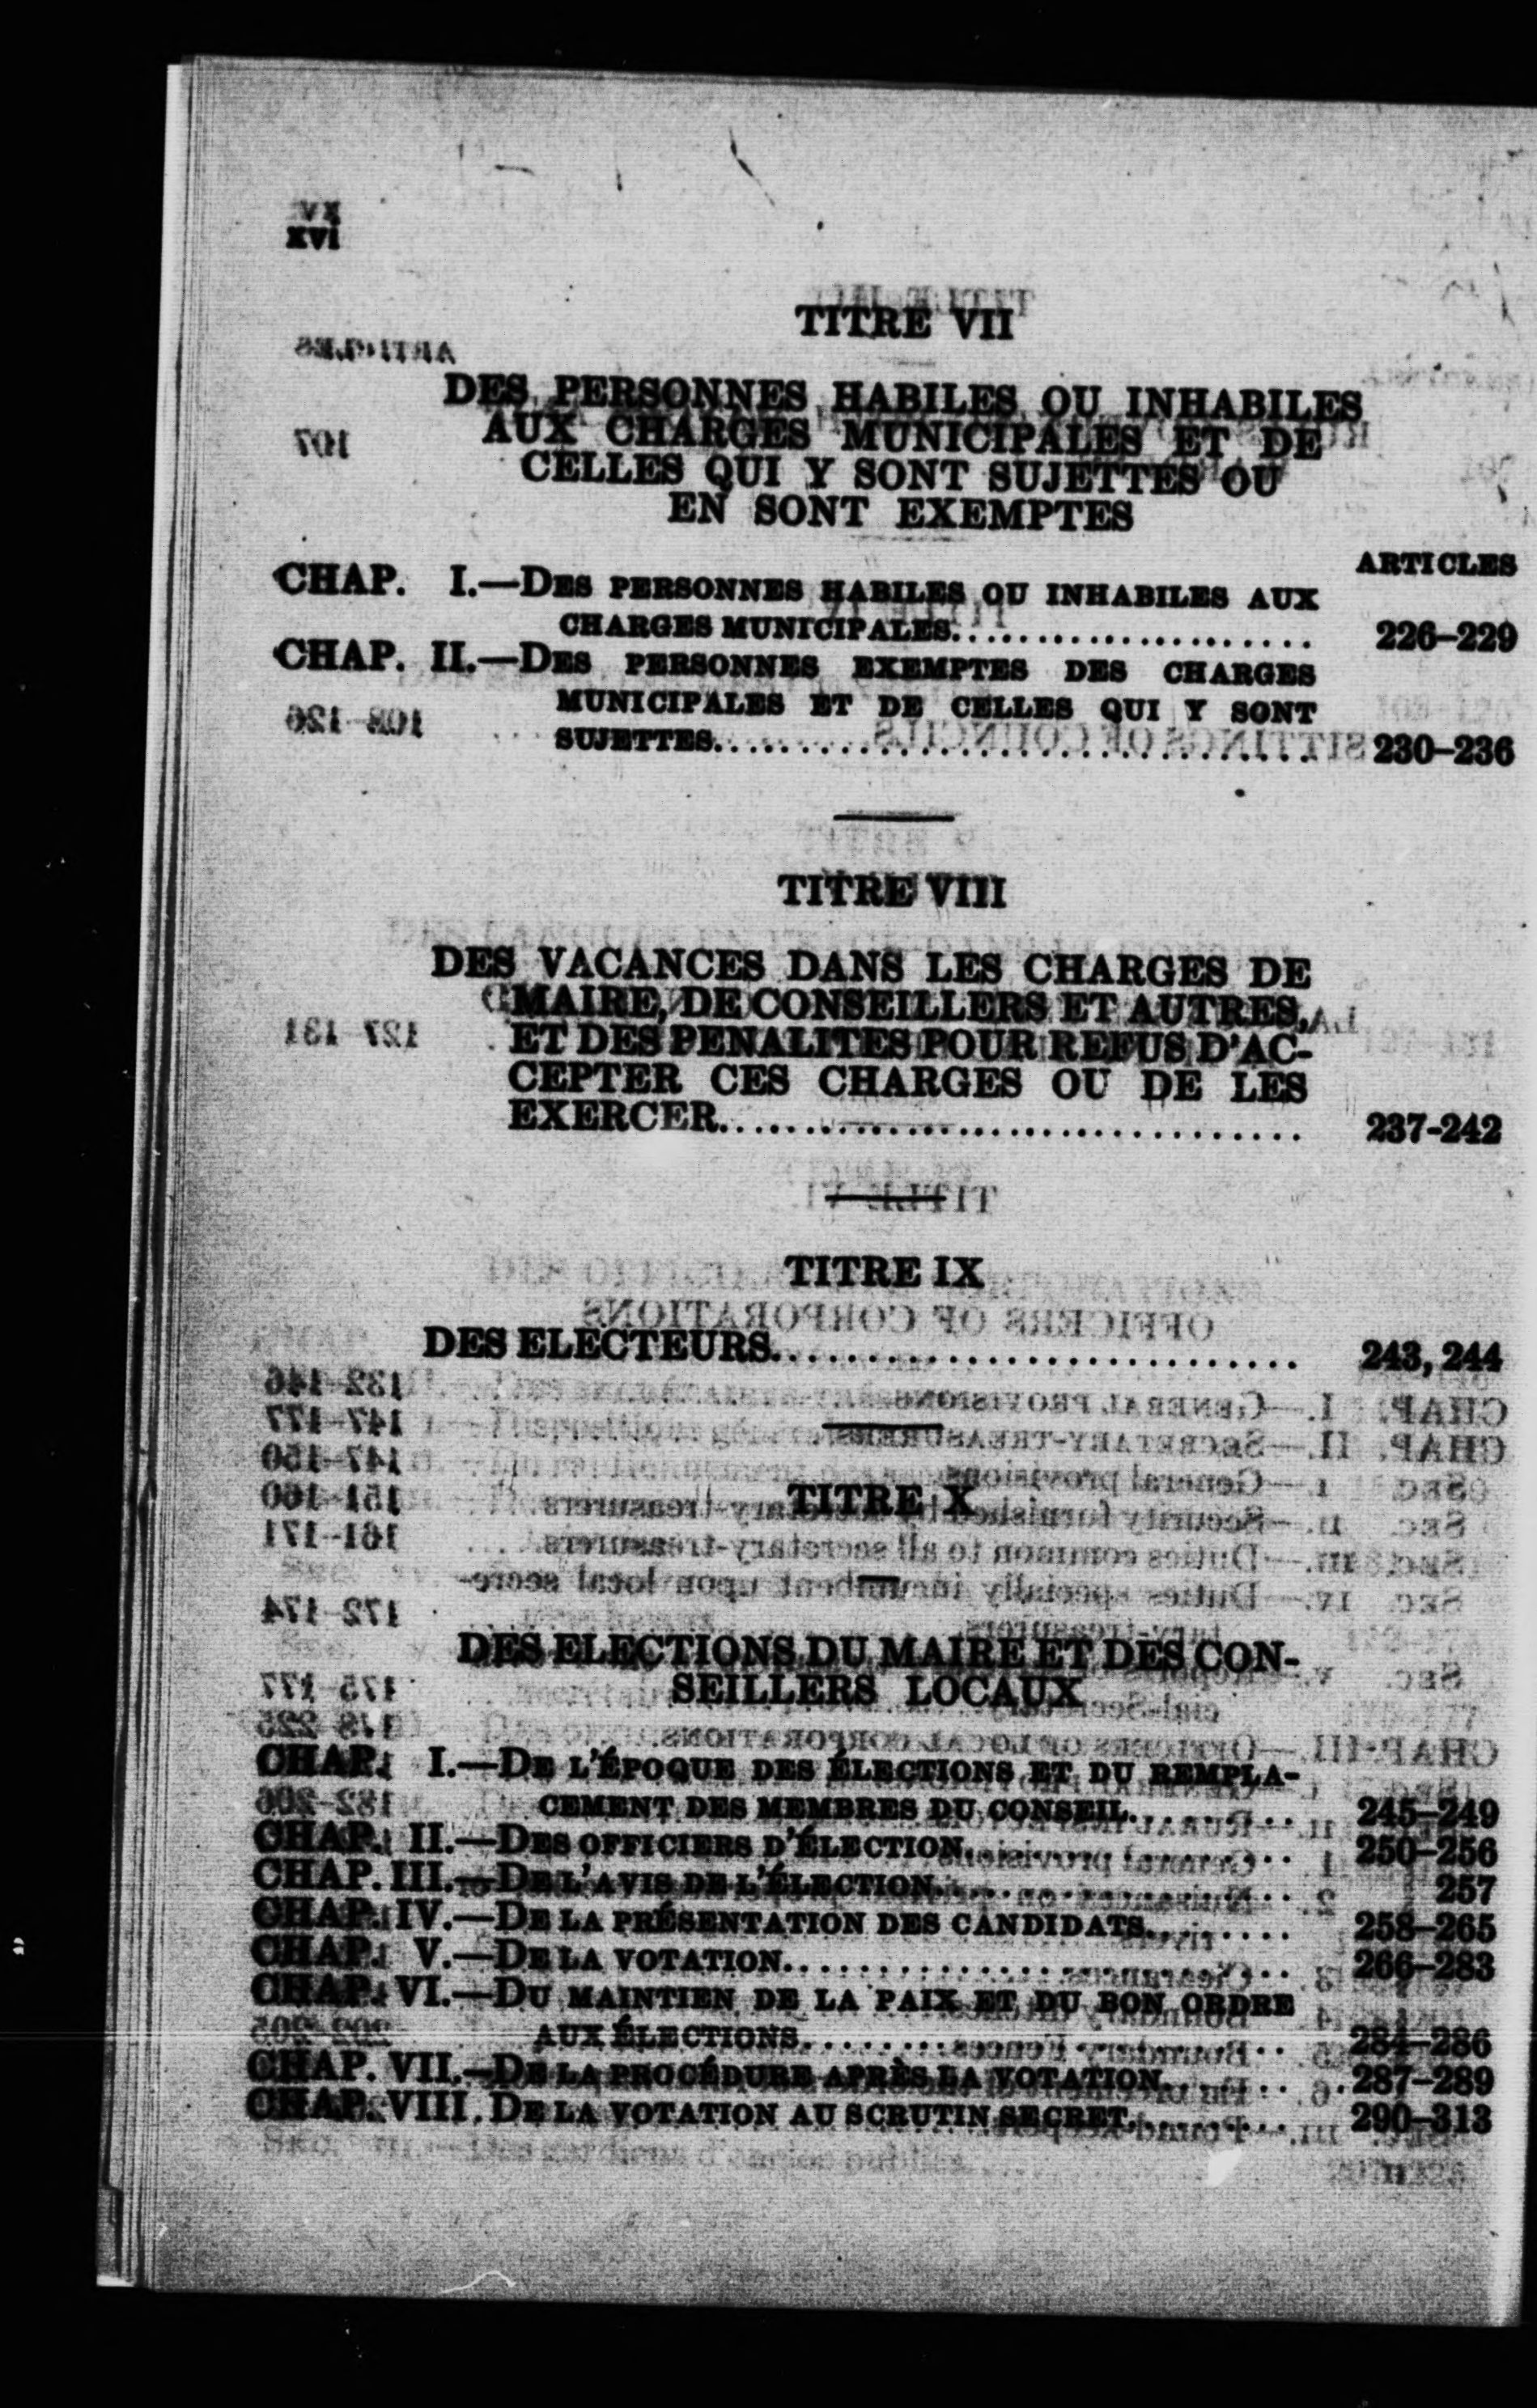 xvi
TITRE VII
DES PERSONNES HABILES OU INHABILES
AUX CHARGES MUNICIPALES ET DE
CELLES QUI Y SONT SUJETTES OU
EN SONT EXEMPTES
ARTICLES
CHAP. I.—DES PERSONNES HABILES OU INHABILES AUX
CHARGES MUNICIPALES...................... 226–229
CHAP. II.—DES PERSONNES EXEMPTES DES CHARGES
MUNICIPALES ET DE CELLES QUI Y SONT
SUJETTES.................................... 230–236
TITRE VIII
DES VACANCES DANS LES CHARGES DE
MAIRE, DE CONSEILLERS ET AUTRES,
ET DES PENALITES POUR REFUS D'AC-
CEPTER CES CHARGES OU DE LES
EXERCER.................................. 237-242
TITRE IX
DES ELECTEURS............................ 243, 244
TITRE X
DES ELECTIONS DU MAIRE ET DES CON-
SEILLERS LOCAUX
CHAP. I.—DE L'ÉPOQUE DES ÉLECTIONS ET DU REMPLA-
CEMENT DES MEMBRES DU CONSEIL.......... 245–249
CHAP. II.—DES OFFICIERS D'ÉLECTION.................... 250–256
CHAP. III.—DE L'AVIS DE L'ÉLECTION...................... 257
CHAP. IV.—DE LA PRÉSENTATION DES CANDIDATS......... 258–265
CHAP. V.—DE LA VOTATION............................... 266–283
CHAP. VI.—DU MAINTIEN DE LA PAIX ET DU BON ORDRE
AUX ÉLECTIONS............................. 284–286
CHAP. VII.—DE LA PROCÉDURE APRÈS LA VOTATION......... 287–289
CHAP. VIII. DE LA VOTATION AU SCRUTIN SECRET.......... 290–313